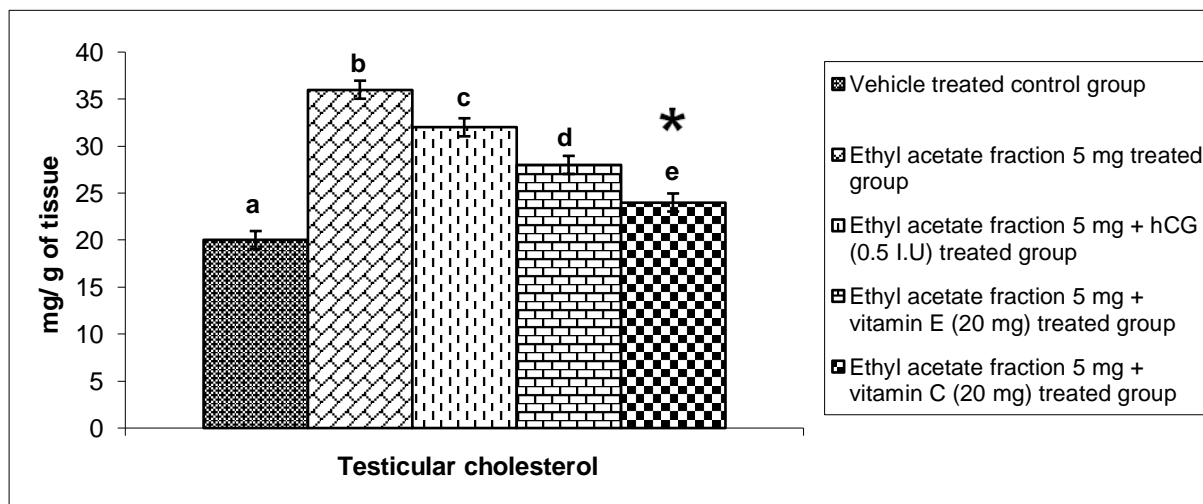 40
35
30
25
20
15
10
5
0
mg/ g of tissue
a
b
c
d
e
*
Testicular cholesterol
Vehicle treated control group
Ethyl acetate fraction 5 mg treated
group
Ethyl acetate fraction 5 mg + hCG
(0.5 I.U) treated group
Ethyl acetate fraction 5 mg +
vitamin E (20 mg) treated group
Ethyl acetate fraction 5 mg +
vitamin C (20 mg) treated group